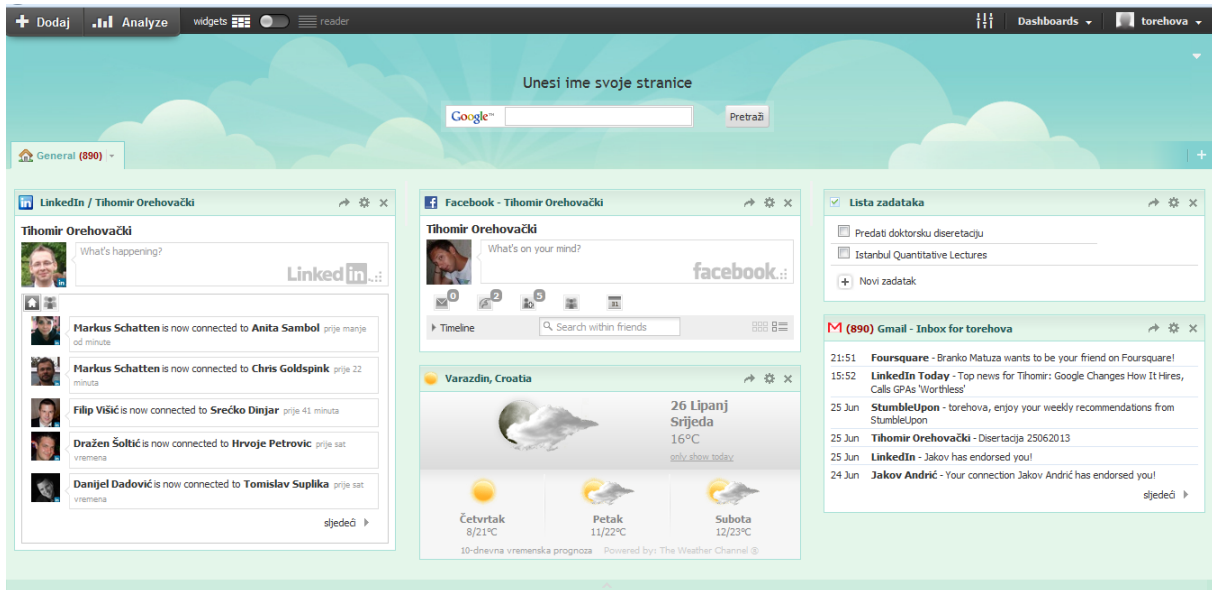 Dodaj Analyze widgets reader Dashboards torehova
Unesi ime svoje stranice
Google™ Pretraži
General (890)
LinkedIn / Tihomir Orehovački
Tihomir Orehovački
What's happening?
Linked in
Markus Schatten is now connected to Anita Sambol prije manje
od minute
Markus Schatten is now connected to Chris Goldspink prije 22
minuta
Filip Višić is now connected to Srećko Dinjar prije 41 minuta
Dražen Šoltić is now connected to Hrvoje Petrovic prije sat
vremena
Danijel Dadović is now connected to Tomislav Suplika prije sat
vremena
sljedeći
Facebook - Tihomir Orehovački
Tihomir Orehovački
What's on your mind?
facebook
0 2 5 31
Timeline Search within friends
Varazdin, Croatia
26 Lipanj
Srijeda
16°C
only show today
Četvrtak Petak Subota
8/21°C 11/22°C 12/23°C
10-dnevna vremenska prognoza Powered by: The Weather Channel ®
Lista zadataka
Predati doktorsku diseretaciju
Istanbul Quantitative Lectures
Novi zadatak
(890) Gmail - Inbox for torehova
21:51 Foursquare - Branko Matuza wants to be your friend on Foursquare!
15:52 LinkedIn Today - Top news for Tihomir: Google Changes How It Hires,
Calls GPAs 'Worthless'
25 Jun StumbleUpon - torehova, enjoy your weekly recommendations from
StumbleUpon
25 Jun Tihomir Orehovački - Disertacija 25062013
25 Jun LinkedIn - Jakov has endorsed you!
24 Jun Jakov Andrić - Your connection Jakov Andrić has endorsed you!
sljedeći